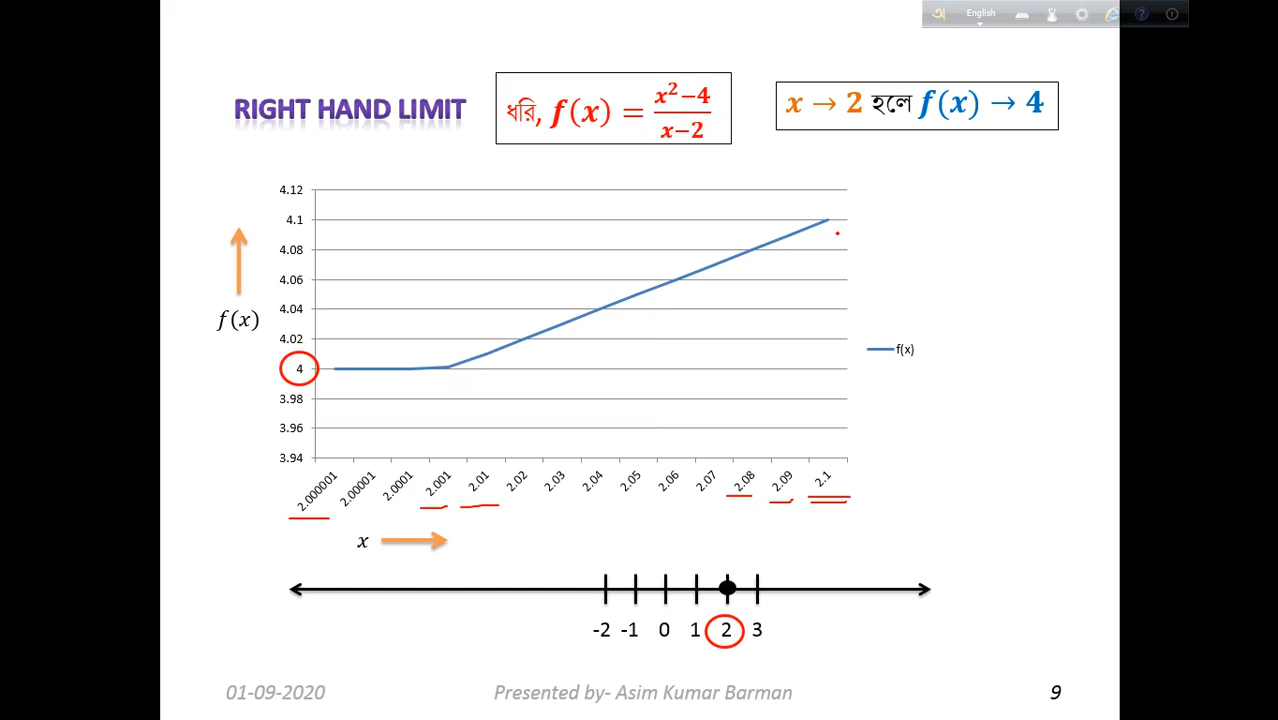 অ English
RIGHT HAND LIMIT
ধরি, f(x) = x²−4 / x−2
x → 2 হলে f(x) → 4
4.12
4.1
4.08
4.06
4.04
4.02
4
3.98
3.96
3.94
f(x)
f(x)
2.000001 2.00001 2.0001 2.001 2.01 2.02 2.03 2.04 2.05 2.06 2.07 2.08 2.09 2.1
x
-2 -1 0 1 2 3
01-09-2020 Presented by- Asim Kumar Barman 9